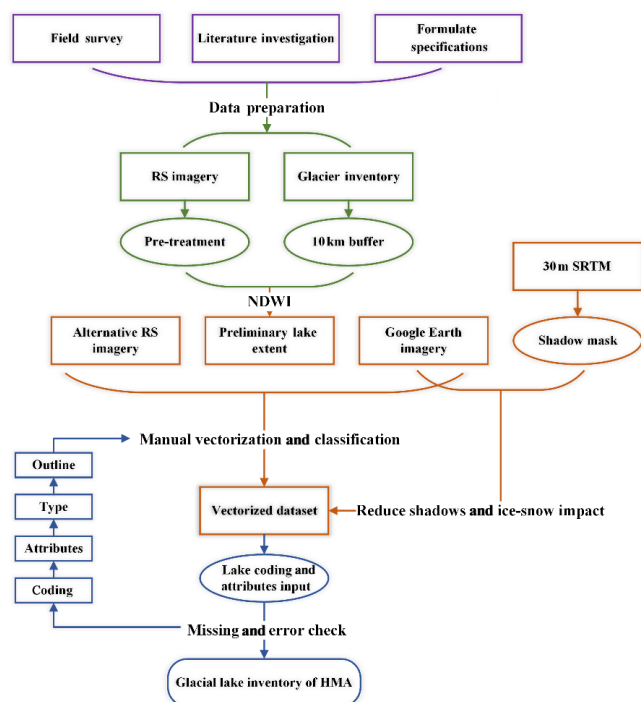 Field survey
Literature investigation
Formulate
specifications
Data preparation
RS imagery
Glacier inventory
Pre-treatment
10km buffer
30m SRTM
NDWI
Alternative RS
imagery
Preliminary lake
extent
Google Earth
imagery
Shadow mask
Manual vectorization and classification
Outline
Type
Vectorized dataset
Reduce shadows and ice-snow impact
Attributes
Lake coding and
attributes input
Coding
Missing and error check
Glacial lake inventory of HMA